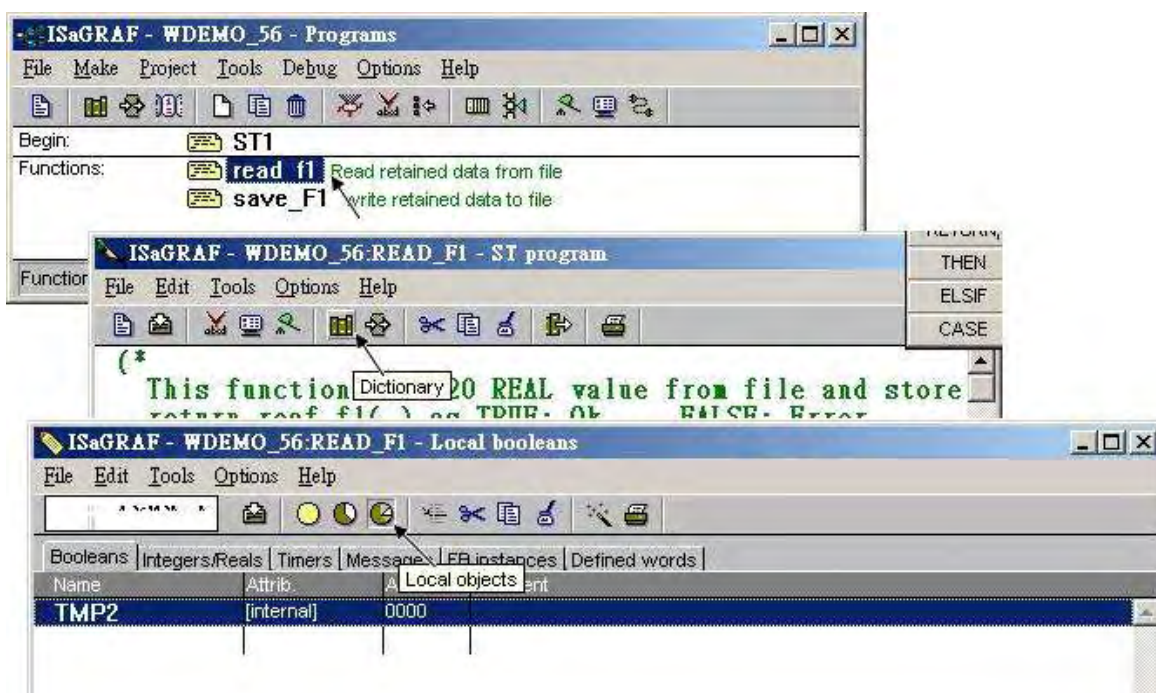 ISaGRAF - WDEMO_56 - Programs
File Make Project Tools Debug Options Help
Begin: ST1
Functions: read_f1 Read retained data from file
save_F1 write retained data to file
Function
ISaGRAF - WDEMO_56:READ_F1 - ST program
File Edit Tools Options Help
THEN
ELSIF
CASE
(*
This function 20 REAL value from file and store
Dictionary
ISaGRAF - WDEMO_56:READ_F1 - Local booleans
File Edit Tools Options Help
Booleans Integers/Reals Timers Messages FB instances Defined words
Name Attrib.
Local objects
TMP2 [internal] 0000